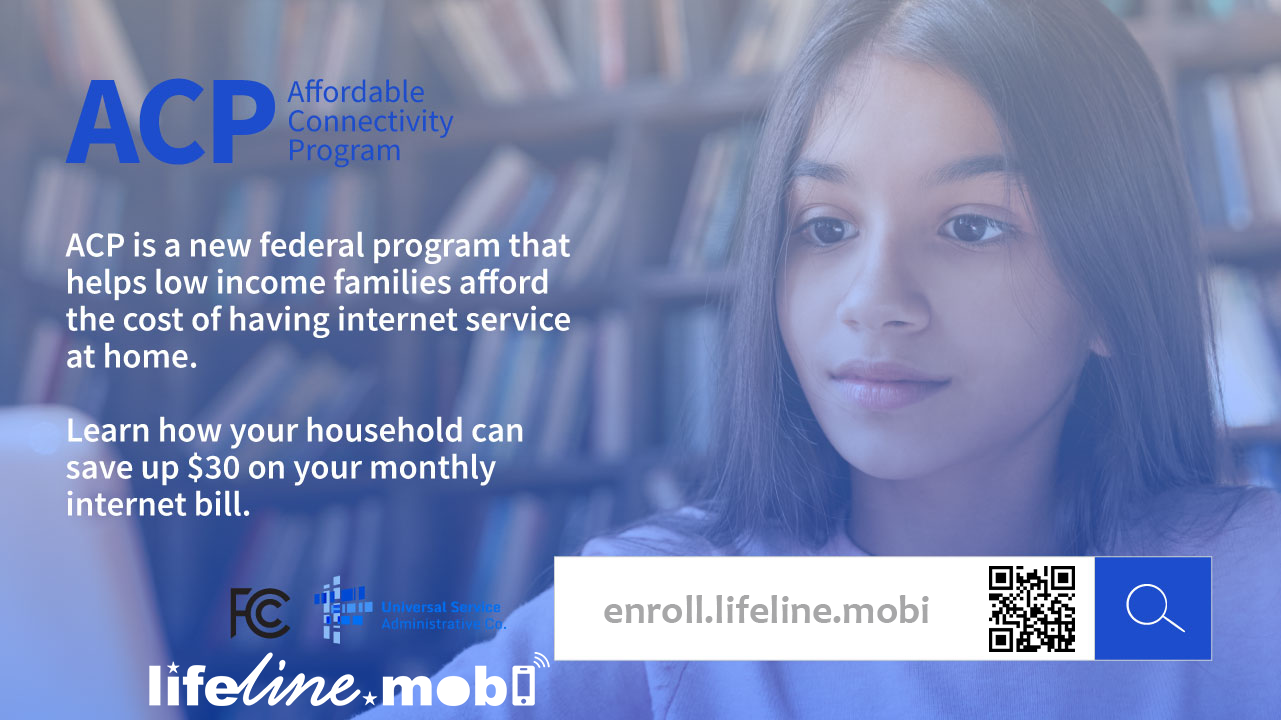 ACP
Affordable
Connectivity
Program
ACP is a new federal program that
helps low income families afford
the cost of having internet service
at home.
Learn how your household can
save up $30 on your monthly
internet bill.
FCC
Universal Service
Administrative Co.
lifeline.mobi
enroll.lifeline.mobi